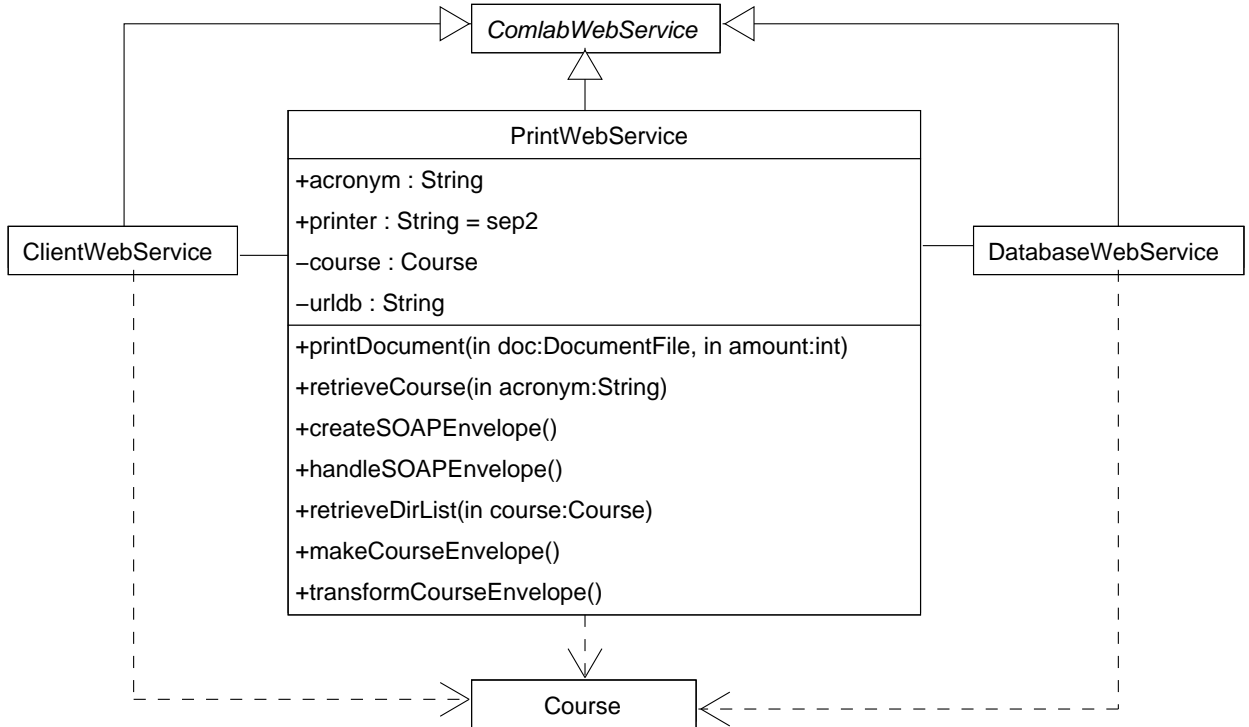 ComlabWebService
PrintWebService
+acronym : String
+printer : String = sep2
−course : Course
−urldb : String
ClientWebService
DatabaseWebService
+printDocument(in doc:DocumentFile, in amount:int)
+retrieveCourse(in acronym:String)
+createSOAPEnvelope()
+handleSOAPEnvelope()
+retrieveDirList(in course:Course)
+makeCourseEnvelope()
+transformCourseEnvelope()
Course